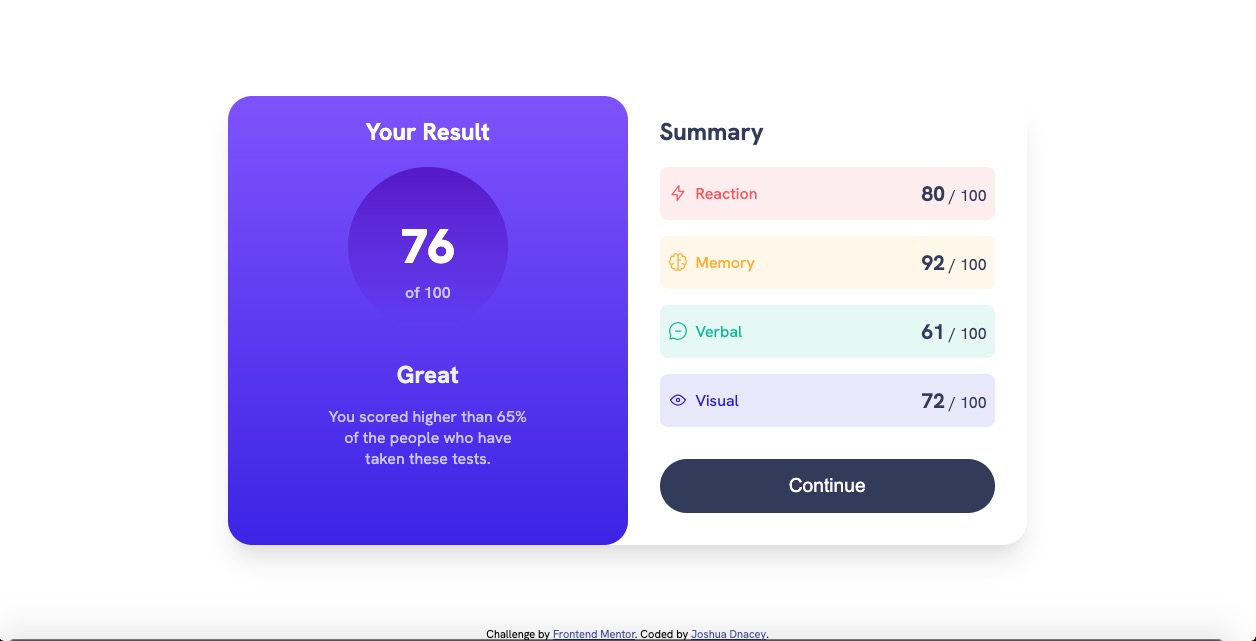 Your Result
76
of 100
Great
You scored higher than 65%
of the people who have
taken these tests.
Summary
Reaction 80 / 100
Memory 92 / 100
Verbal 61 / 100
Visual 72 / 100
Continue
Challenge by Frontend Mentor. Coded by Joshua Dnacey.